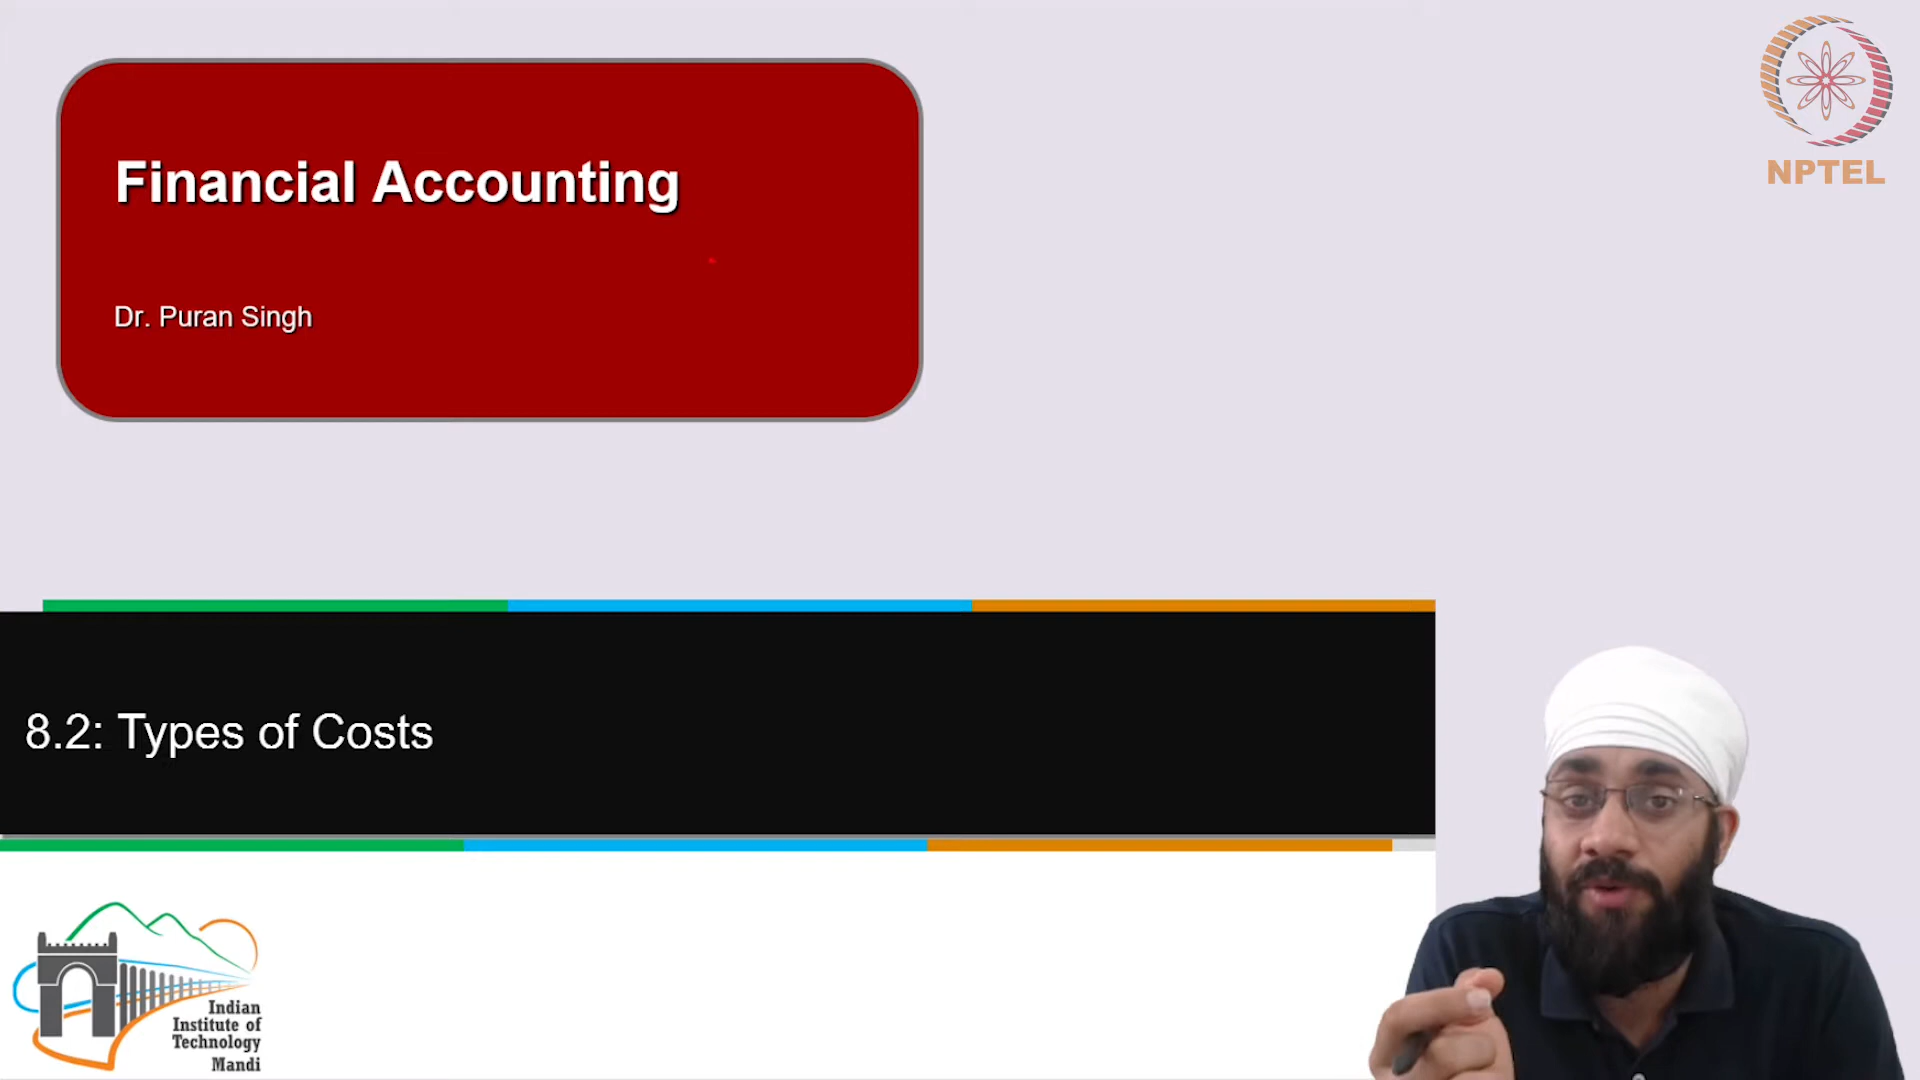 Financial Accounting
NPTEL
Dr. Puran Singh
8.2: Types of Costs
Indian
Institute of
Technology
Mandi